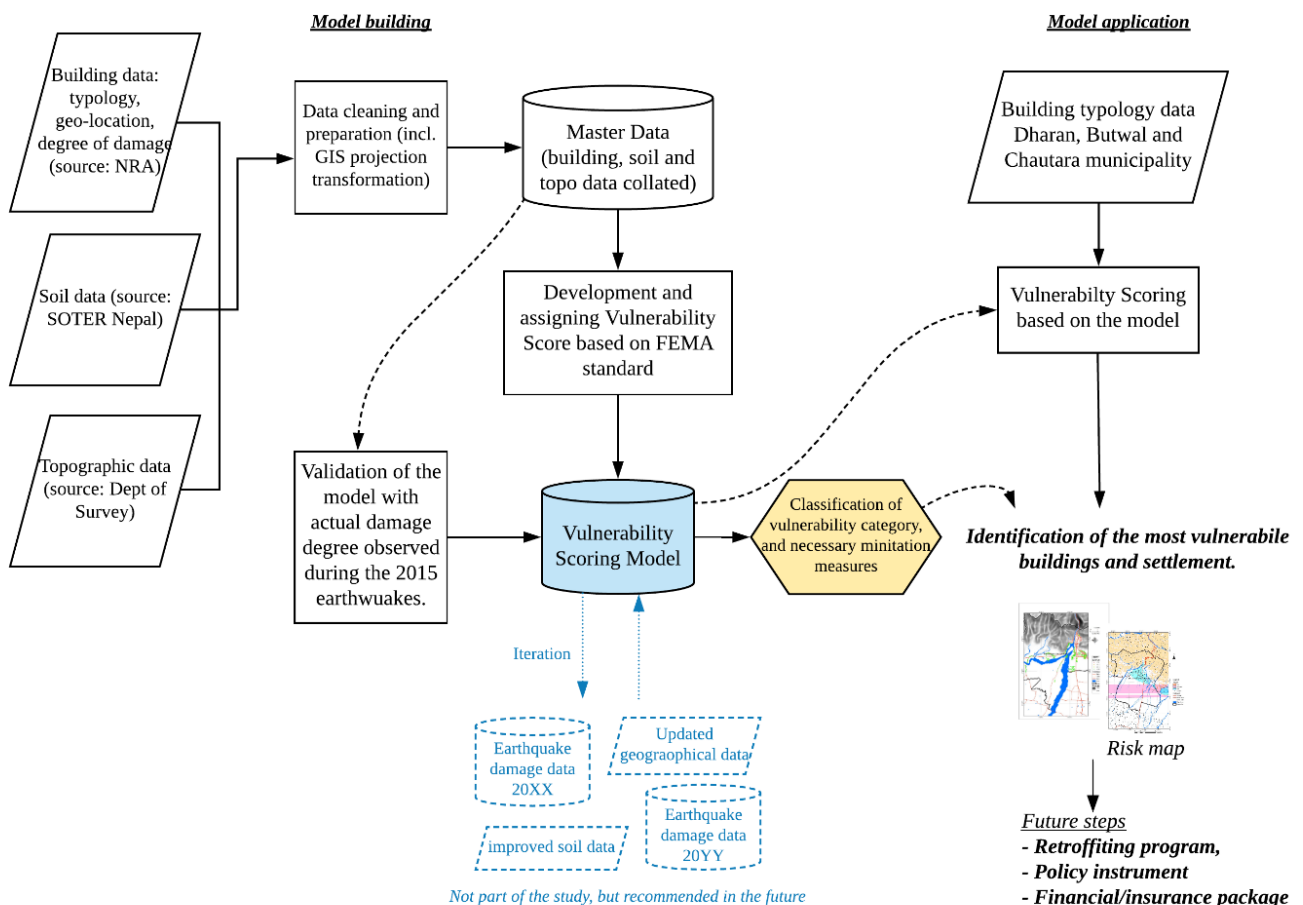 Model building
Model application
Building data:
typology,
geo-location,
degree of damage
(source: NRA)
Data cleaning and
preparation (incl.
GIS projection
transformation)
Master Data
(building, soil and
topo data collated)
Building typology data
Dharan, Butwal and
Chautara municipality
Soil data (source:
SOTER Nepal)
Development and
assigning Vulnerability
Score based on FEMA
standard
Vulnerabilty Scoring
based on the model
Topographic data
(source: Dept of
Survey)
Validation of the
model with
actual damage
degree observed
during the 2015
earthwuakes.
Vulnerability
Scoring Model
Classification of
vulnerability category,
and necessary minitation
measures
Identification of the most vulnerabile
buildings and settlement.
Iteration
Earthquake
damage data
20XX
Updated
geograophical data
improved soil data
Earthquake
damage data
20YY
Not part of the study, but recommended in the future
Risk map
Future steps
- Retroffiting program,
- Policy instrument
- Financial/insurance package